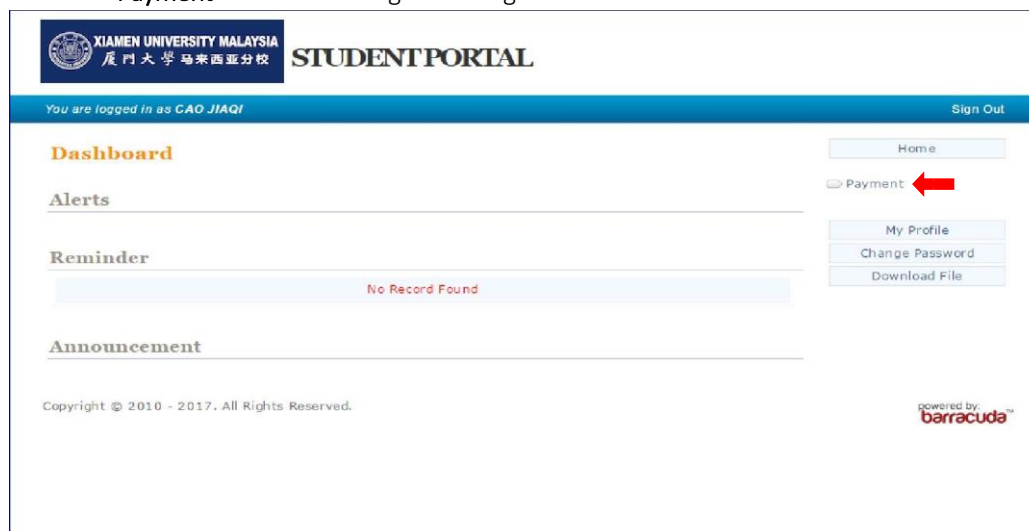 Payment
XIAMEN UNIVERSITY MALAYSIA
厦门大学 马来西亚分校
STUDENT PORTAL
You are logged in as CAO JIAQI
Sign Out
Dashboard
Home
Payment
Alerts
My Profile
Reminder
Change Password
Download File
No Record Found
Announcement
Copyright © 2010 - 2017. All Rights Reserved.
powered by:
barracuda™